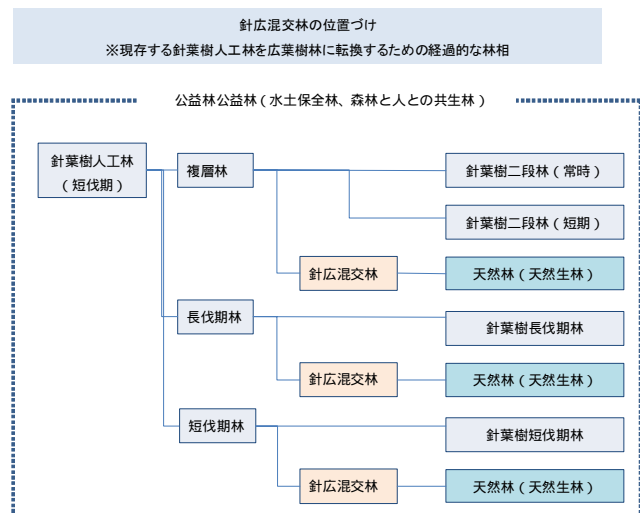 針広混交林の位置づけ
※現存する針葉樹人工林を広葉樹林に転換するための経過的な林相
公益林公益林（水土保全林、森林と人との共生林）
針葉樹人工林
（短伐期）
複層林
針葉樹二段林（常時）
針葉樹二段林（短期）
針広混交林
天然林（天然生林）
長伐期林
針葉樹長伐期林
針広混交林
天然林（天然生林）
短伐期林
針葉樹短伐期林
針広混交林
天然林（天然生林）